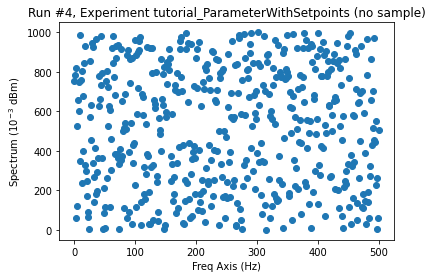 Run #4, Experiment tutorial_ParameterWithSetpoints (no sample)
1000
800
600
400
200
0
Spectrum (10⁻³ dBm)
0 100 200 300 400 500
Freq Axis (Hz)